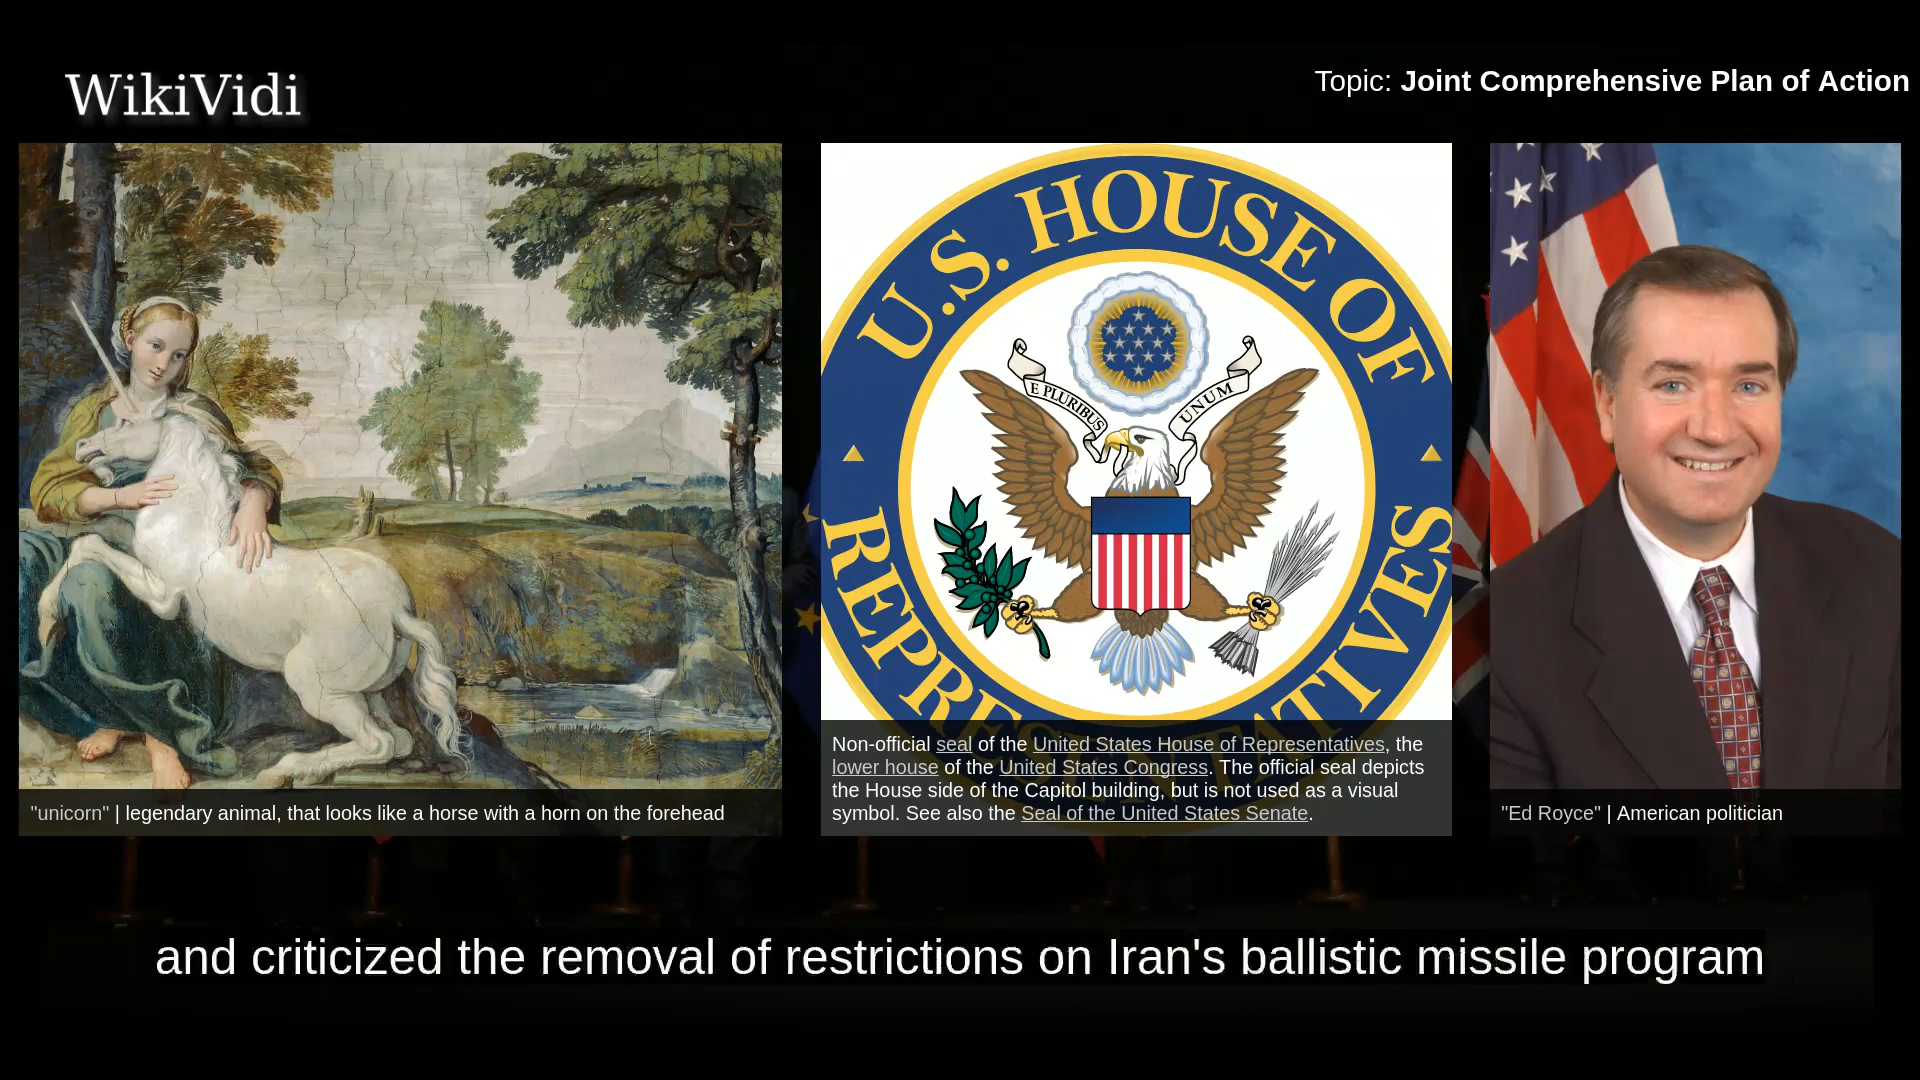 WikiVidi
Topic: Joint Comprehensive Plan of Action
U.S. HOUSE OF
REPRESENTATIVES
E PLURIBUS
UNUM
"unicorn" | legendary animal, that looks like a horse with a horn on the forehead
Non-official seal of the United States House of Representatives, the
lower house of the United States Congress. The official seal depicts
the House side of the Capitol building, but is not used as a visual
symbol. See also the Seal of the United States Senate.
"Ed Royce" | American politician
and criticized the removal of restrictions on Iran's ballistic missile program